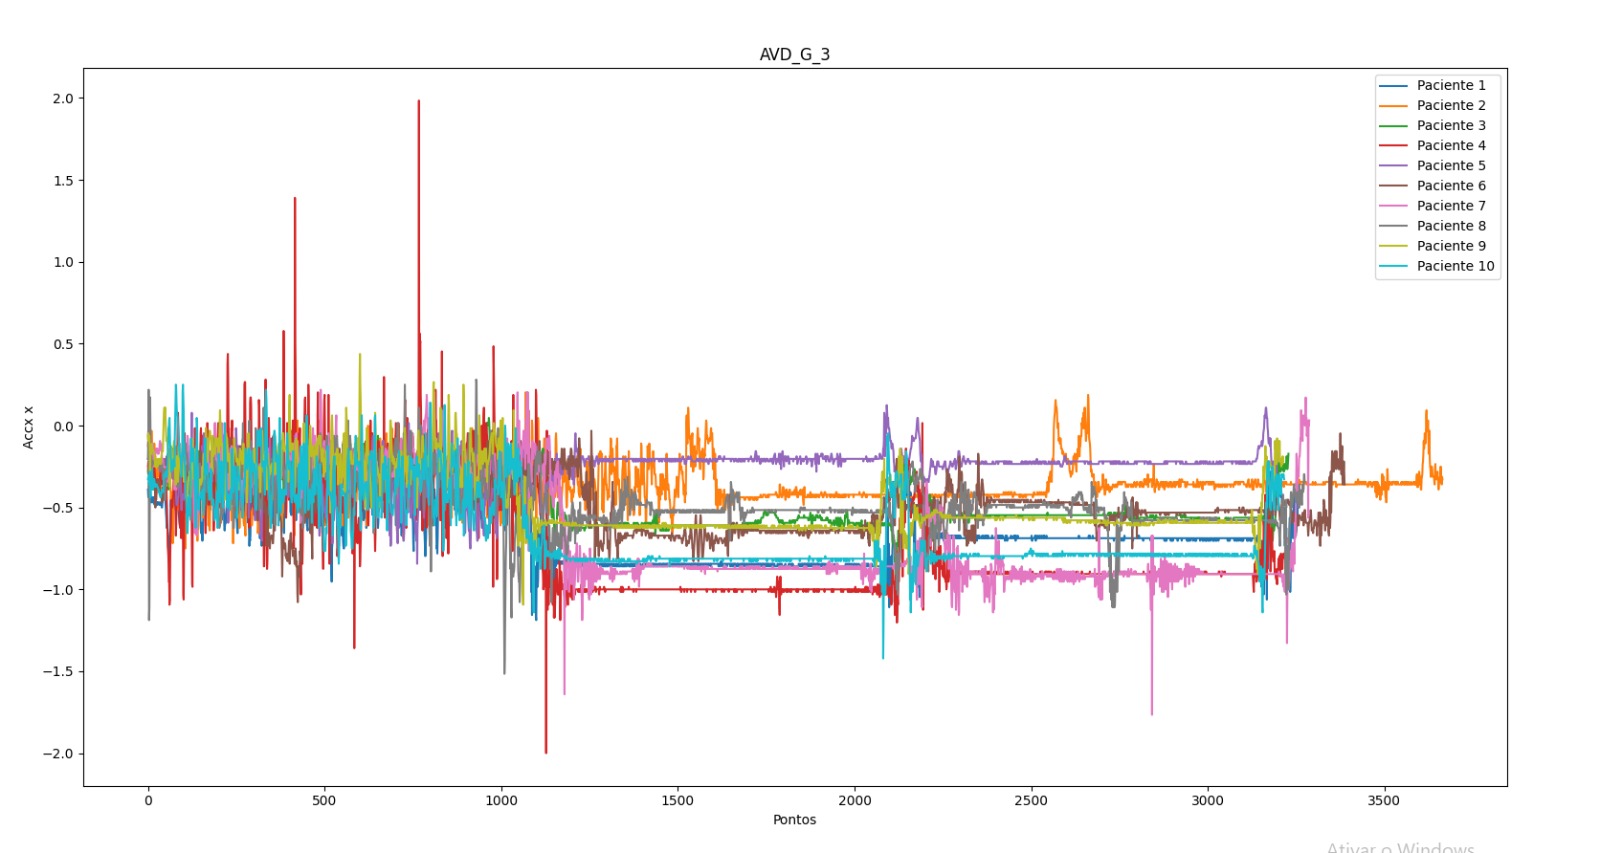 AVD_G_3
Paciente 1
Paciente 2
Paciente 3
Paciente 4
Paciente 5
Paciente 6
Paciente 7
Paciente 8
Paciente 9
Paciente 10
2.0
1.5
1.0
0.5
0.0
−0.5
−1.0
−1.5
−2.0
Accx x
0 500 1000 1500 2000 2500 3000 3500
Pontos
Ativar o Windows